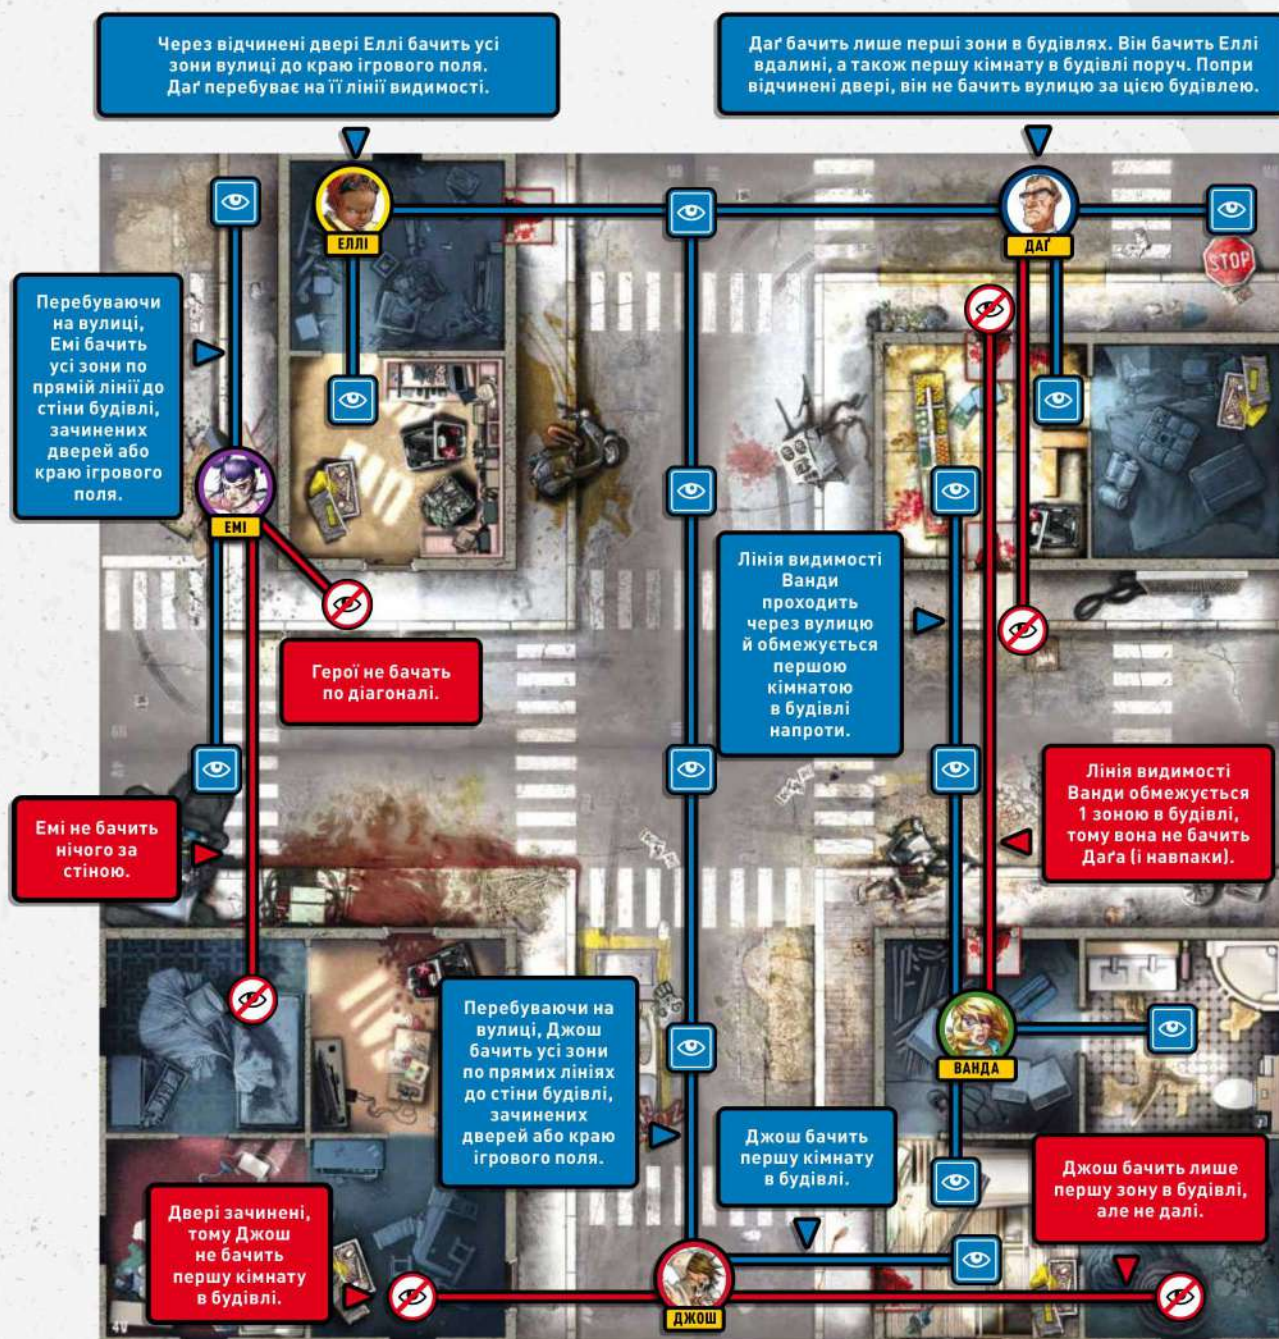 Через відчинені двері Еллі бачить усі
зони вулиці до краю ігрового поля.
Даґ перебуває на її лінії видимості.
Даґ бачить лише перші зони в будівлях. Він бачить Еллі
вдалині, а також першу кімнату в будівлі поруч. Попри
відчинені двері, він не бачить вулицю за цією будівлею.
ЕЛЛІ
ДАҐ
STOP
Перебуваючи
на вулиці,
Емі бачить
усі зони по
прямій лінії до
стіни будівлі,
зачинених
дверей або
краю ігрового
поля.
ЕМІ
Герої не бачать
по діагоналі.
Лінія видимості
Ванди
проходить
через вулицю
й обмежується
першою
кімнатою
в будівлі
напроти.
Емі не бачить
нічого за
стіною.
Лінія видимості
Ванди обмежується
1 зоною в будівлі,
тому вона не бачить
Даґа (і навпаки).
Перебуваючи на
вулиці, Джош
бачить усі зони
по прямих лініях
до стіни будівлі,
зачинених
дверей або краю
ігрового поля.
ВАНДА
Джош бачить
першу кімнату
в будівлі.
Джош бачить лише
першу зону в будівлі,
але не далі.
Двері зачинені,
тому Джош
не бачить
першу кімнату
в будівлі.
ДЖОШ